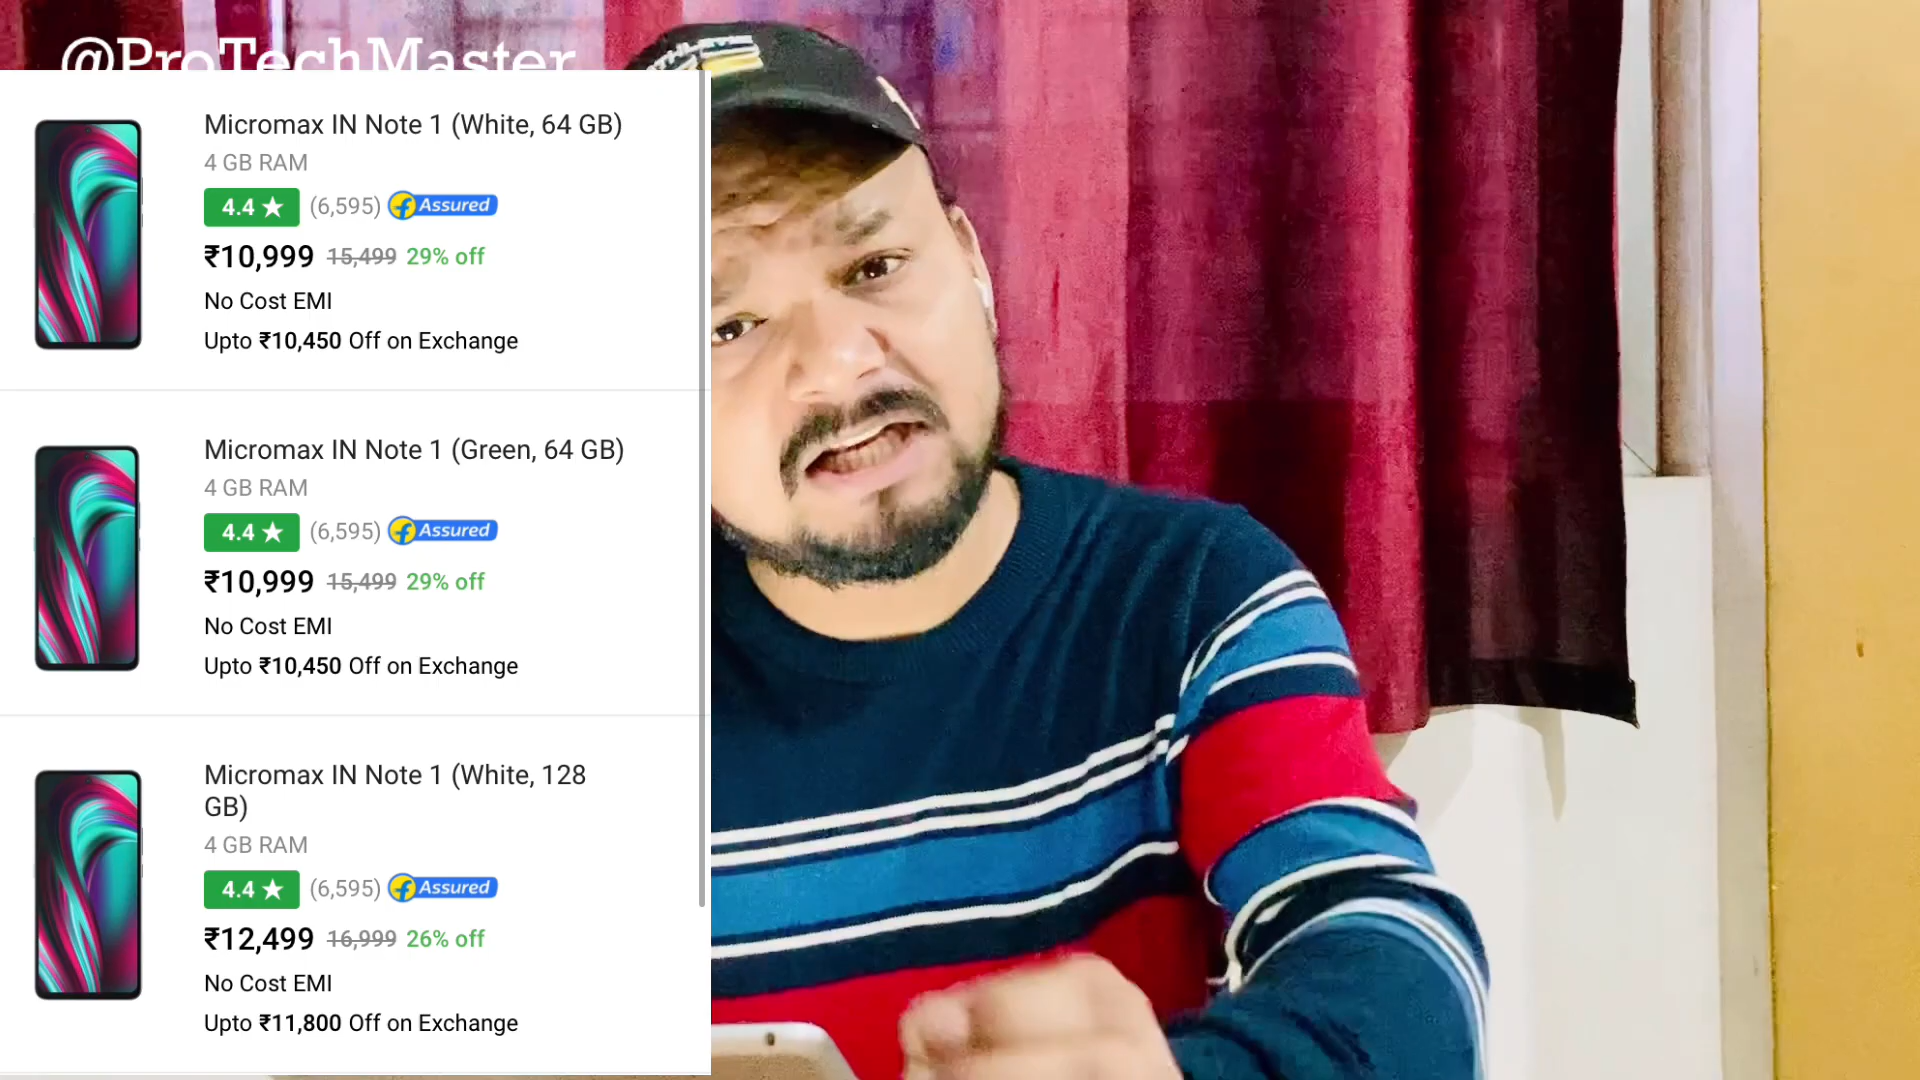 @ProTechMaster
Micromax IN Note 1 (White, 64 GB)
4 GB RAM
4.4 ★ (6,595) Assured
₹10,999 15,499 29% off
No Cost EMI
Upto ₹10,450 Off on Exchange
Micromax IN Note 1 (Green, 64 GB)
4 GB RAM
4.4 ★ (6,595) Assured
₹10,999 15,499 29% off
No Cost EMI
Upto ₹10,450 Off on Exchange
Micromax IN Note 1 (White, 128
GB)
4 GB RAM
4.4 ★ (6,595) Assured
₹12,499 16,999 26% off
No Cost EMI
Upto ₹11,800 Off on Exchange